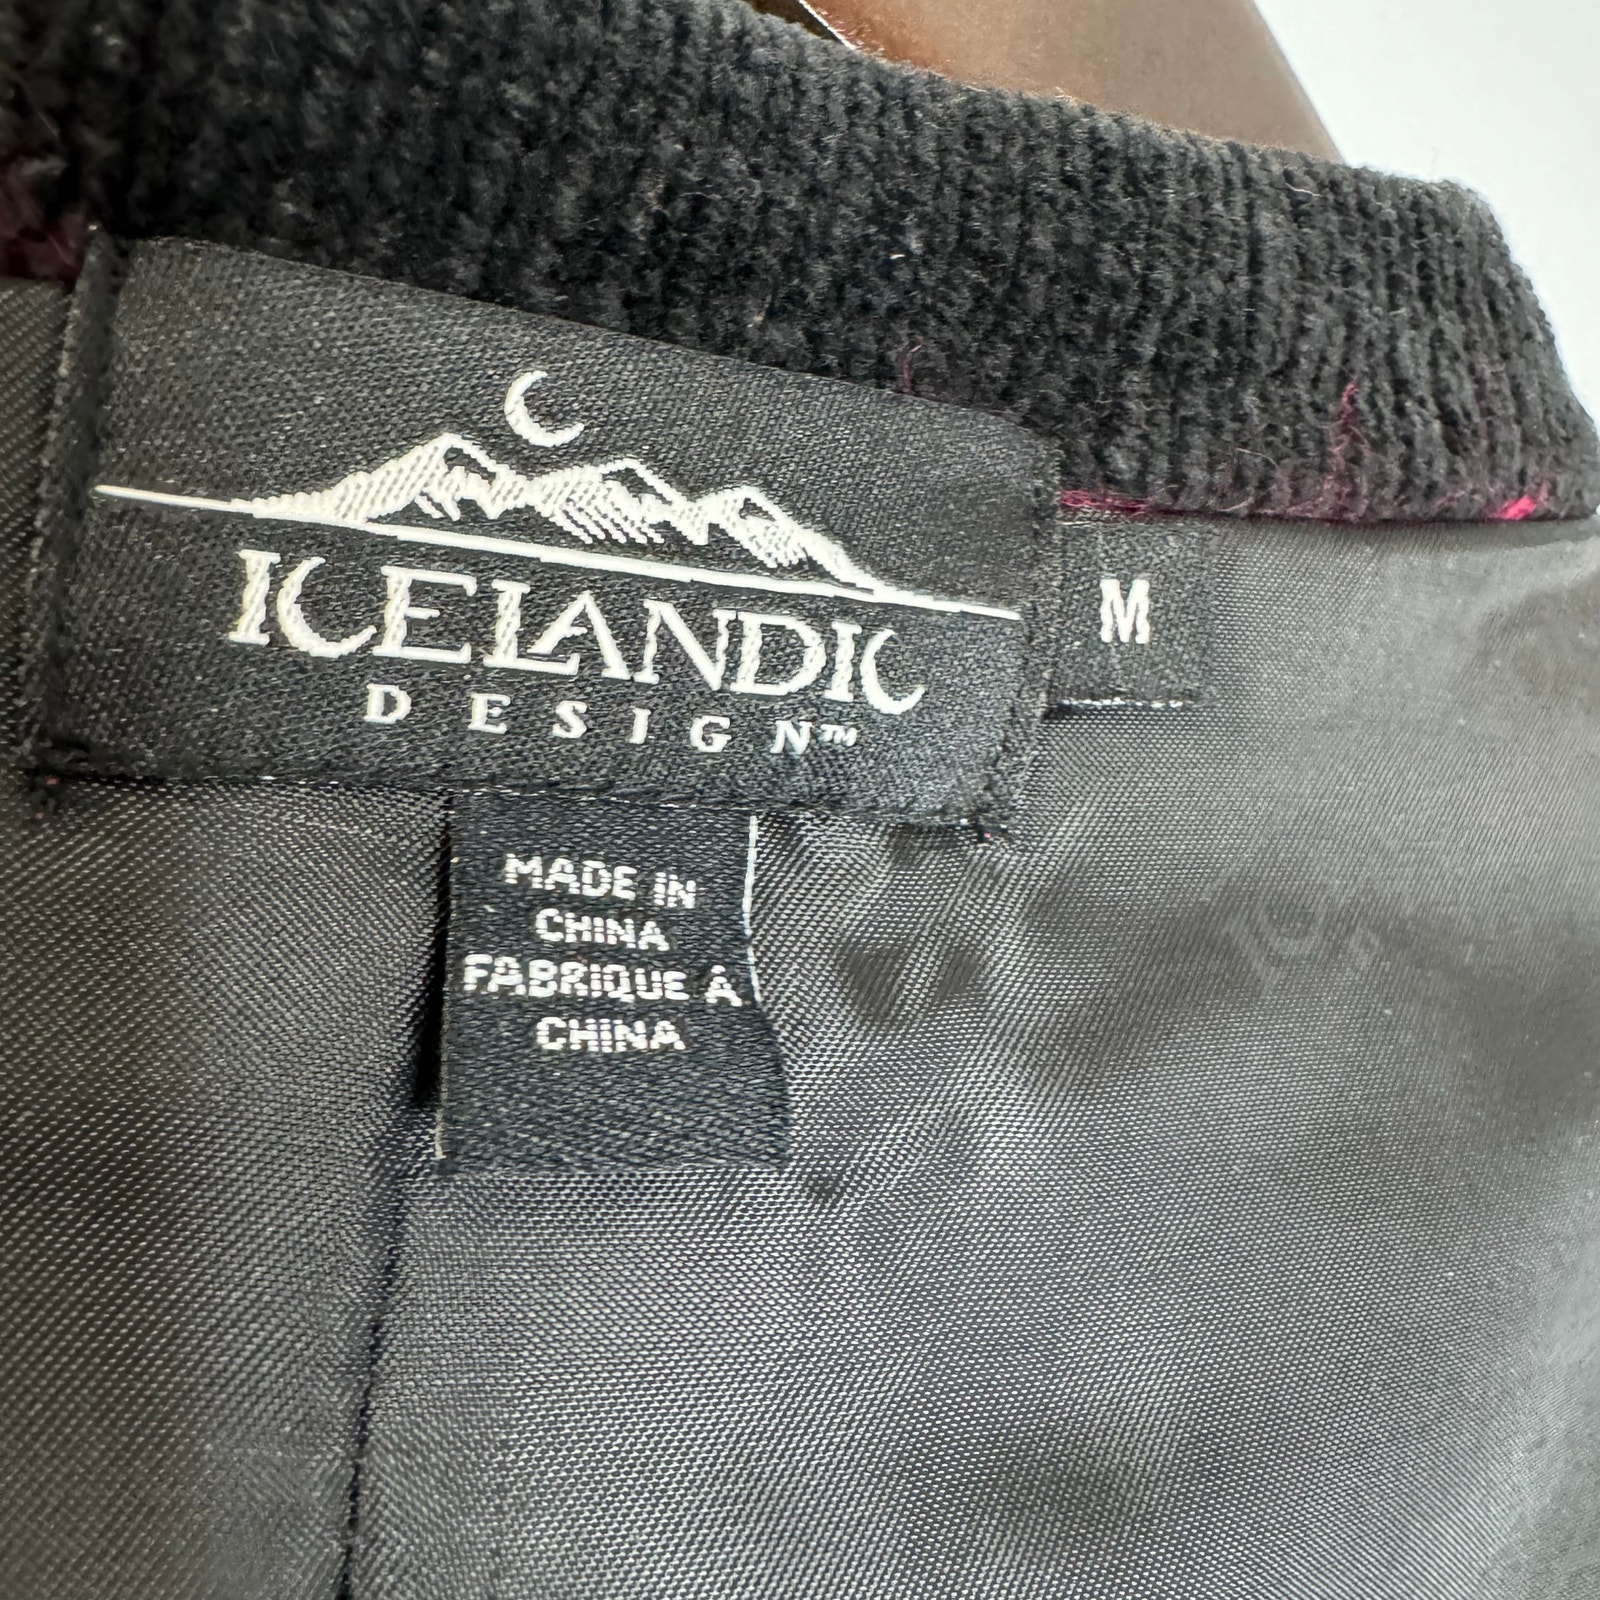 ICELANDIC
DESIGN™
M
MADE IN
CHINA
FABRIQUE Á
CHINA